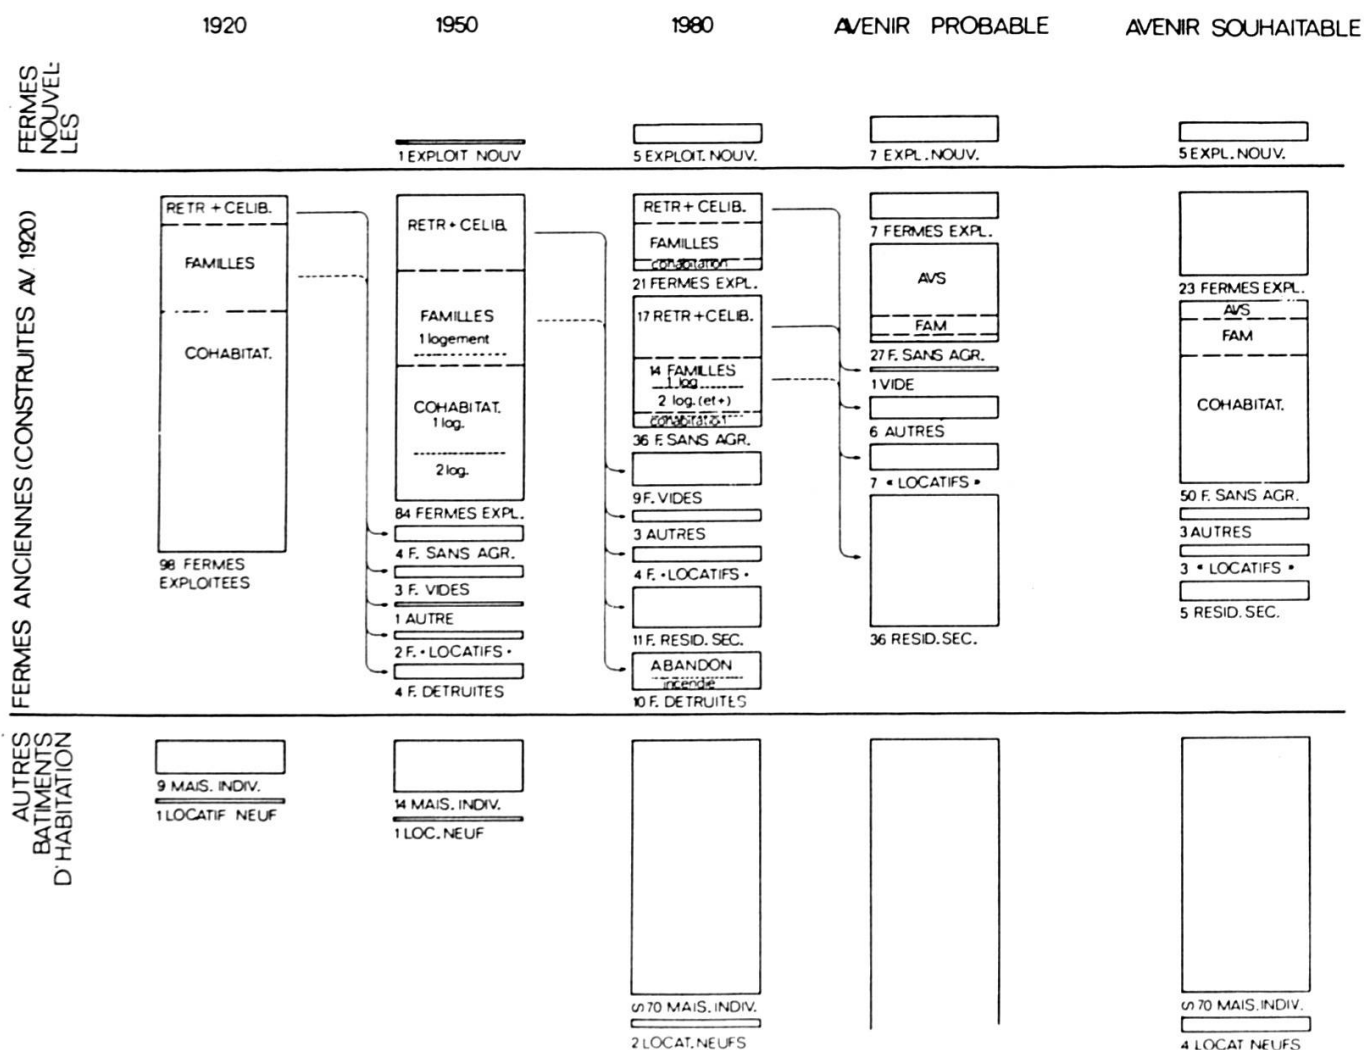 1920
1950
1980
AVENIR PROBABLE
AVENIR SOUHAITABLE
FERMES
NOUVEL-
LES
1 EXPLOIT NOUV
5 EXPLOIT. NOUV.
7 EXPL. NOUV.
5 EXPL. NOUV.
FERMES ANCIENNES (CONSTRUITES AV. 1920)
RETR + CELIB.
FAMILLES
COHABITAT.
98 FERMES
EXPLOITEES
RETR + CELIB.
FAMILLES
1 logement
COHABITAT.
1 log.
2 log.
84 FERMES EXPL.
4 F. SANS AGR.
3 F. VIDES
1 AUTRE
2 F. • LOCATIFS •
4 F. DETRUITES
RETR + CELIB.
FAMILLES
cohabitation
21 FERMES EXPL.
17 RETR + CELIB.
14 FAMILLES
1 log
2 log. (et+)
cohabitation
36 F. SANS AGR.
9 F. VIDES
3 AUTRES
4 F. • LOCATIFS •
11 F. RESID. SEC.
ABANDON
incendie
10 F. DETRUITES
7 FERMES EXPL.
AVS
FAM
27 F. SANS AGR.
1 VIDE
6 AUTRES
7 • LOCATIFS •
36 RESID. SEC.
23 FERMES EXPL.
AVS
FAM
COHABITAT.
50 F. SANS AGR.
3 AUTRES
3 • LOCATIFS •
5 RESID. SEC.
AUTRES
BATIMENTS
D'HABITATION
9 MAIS. INDIV.
1 LOCATIF NEUF
14 MAIS. INDIV.
1 LOC. NEUF
70 MAIS. INDIV.
2 LOCAT. NEUFS
70 MAIS. INDIV.
4 LOCAT NEUFS